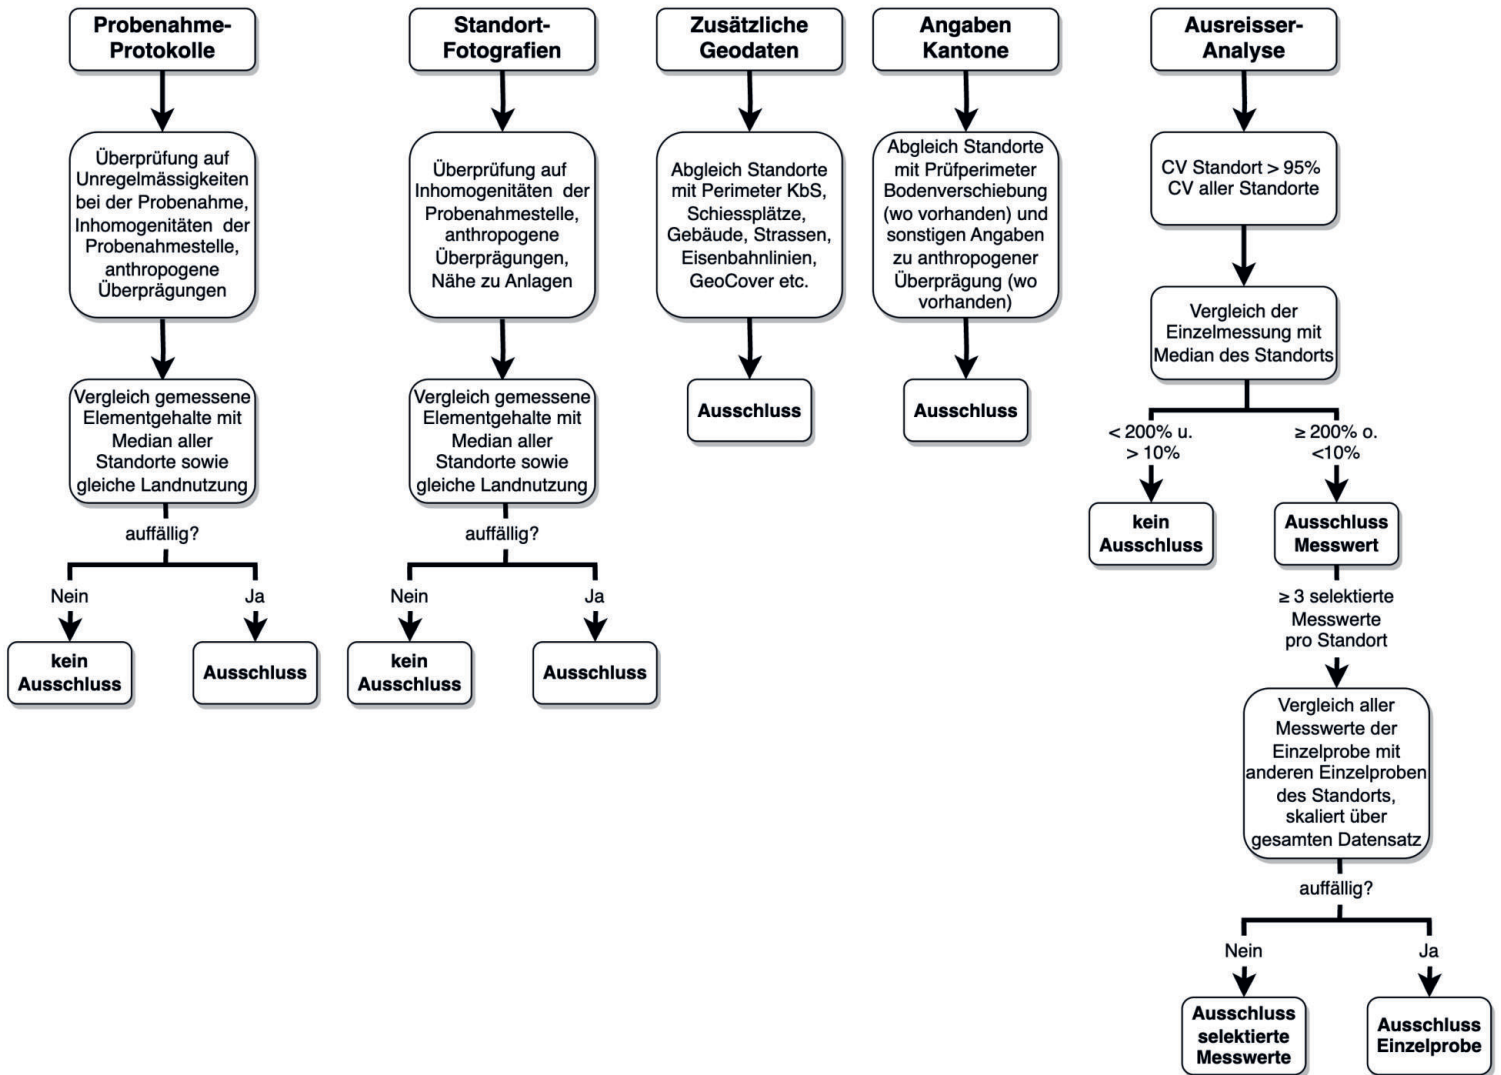 Probenahme-
Protokolle
Überprüfung auf
Unregelmässigkeiten
bei der Probenahme,
Inhomogenitäten der
Probenahmestelle,
anthropogene
Überprägungen
Vergleich gemessene
Elementgehalte mit
Median aller
Standorte sowie
gleiche Landnutzung
auffällig?
Nein
Ja
kein
Ausschluss
Ausschluss
Standort-
Fotografien
Überprüfung auf
Inhomogenitäten der
Probenahmestelle,
anthropogene
Überprägungen,
Nähe zu Anlagen
Vergleich gemessene
Elementgehalte mit
Median aller
Standorte sowie
gleiche Landnutzung
auffällig?
Nein
Ja
kein
Ausschluss
Ausschluss
Zusätzliche
Geodaten
Abgleich Standorte
mit Perimeter KbS,
Schiessplätze,
Gebäude, Strassen,
Eisenbahnlinien,
GeoCover etc.
Ausschluss
Angaben
Kantone
Abgleich Standorte
mit Prüfperimeter
Bodenverschiebung
(wo vorhanden) und
sonstigen Angaben
zu anthropogener
Überprägung (wo
vorhanden)
Ausschluss
Ausreisser-
Analyse
CV Standort > 95%
CV aller Standorte
Vergleich der
Einzelmessung mit
Median des Standorts
< 200% u.
> 10%
≥ 200% o.
<10%
kein
Ausschluss
Ausschluss
Messwert
≥ 3 selektierte
Messwerte
pro Standort
Vergleich aller
Messwerte der
Einzelprobe mit
anderen Einzelproben
des Standorts,
skaliert über
gesamten Datensatz
auffällig?
Nein
Ja
Ausschluss
selektierte
Messwerte
Ausschluss
Einzelprobe